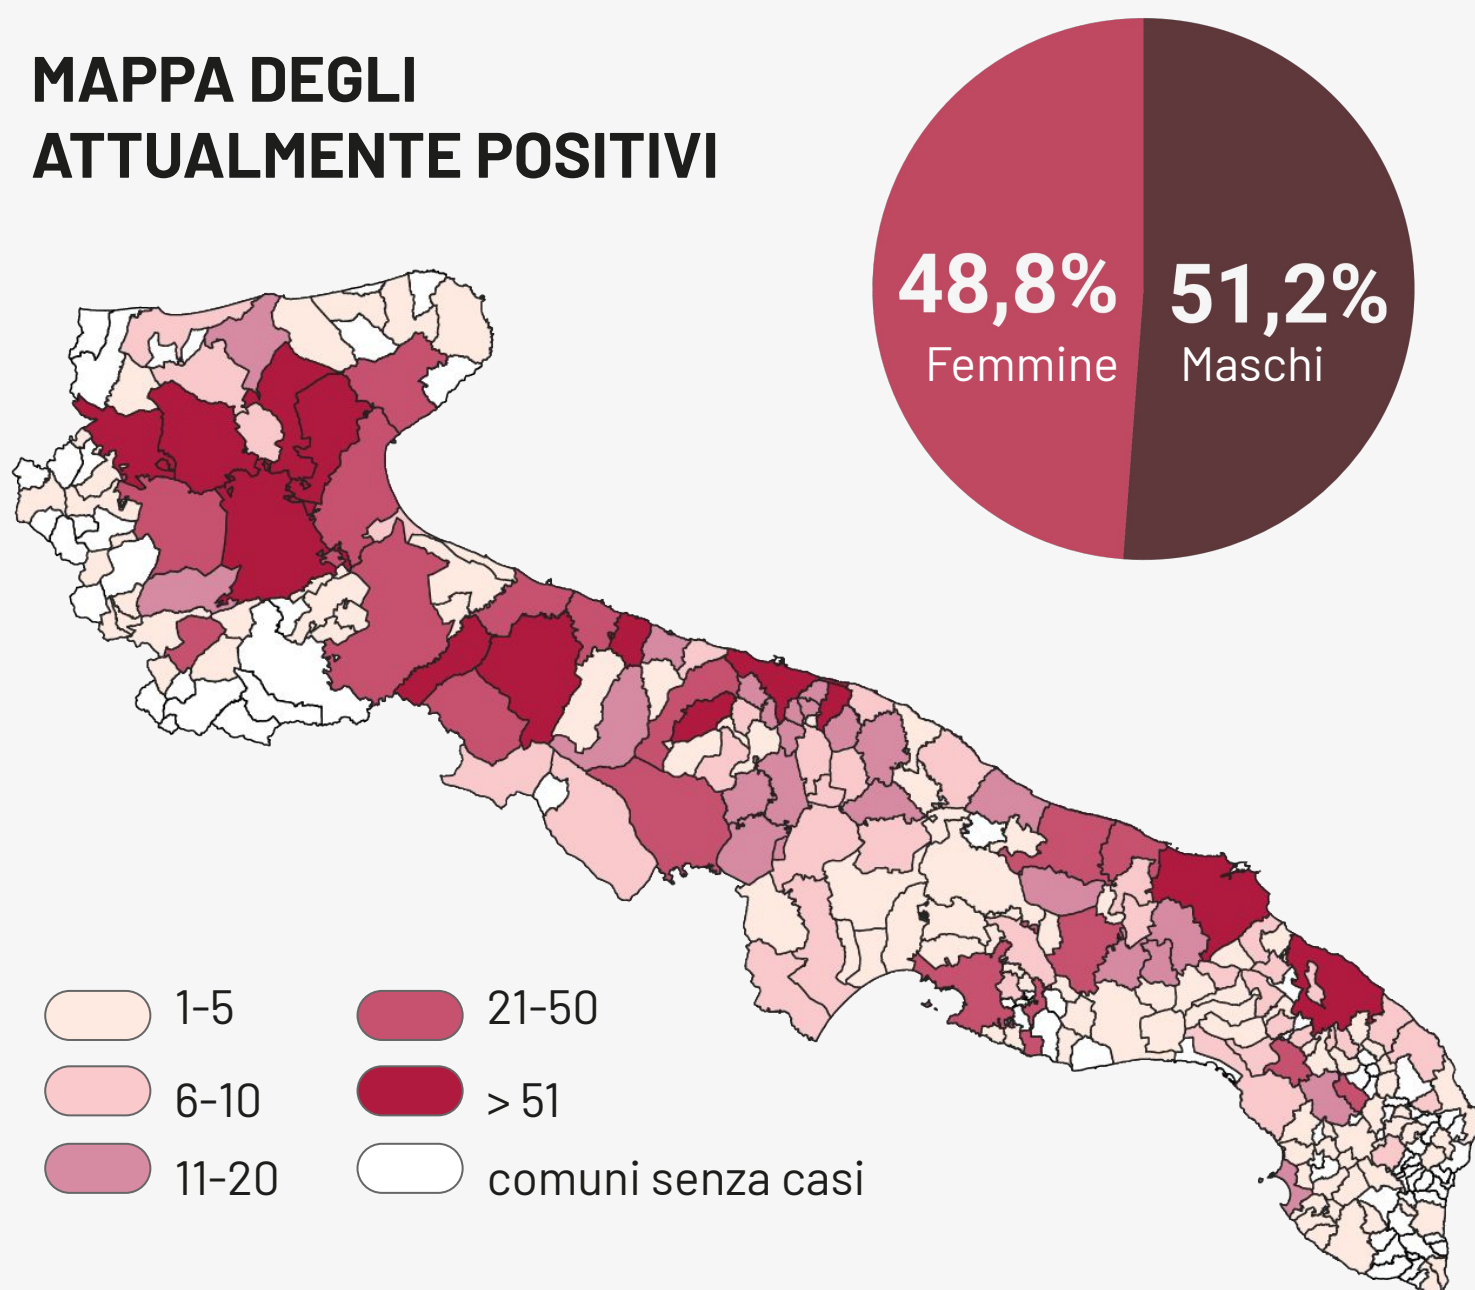 MAPPA DEGLI
ATTUALMENTE POSITIVI
48,8%
Femmine
51,2%
Maschi
1-5
6-10
11-20
21-50
> 51
comuni senza casi